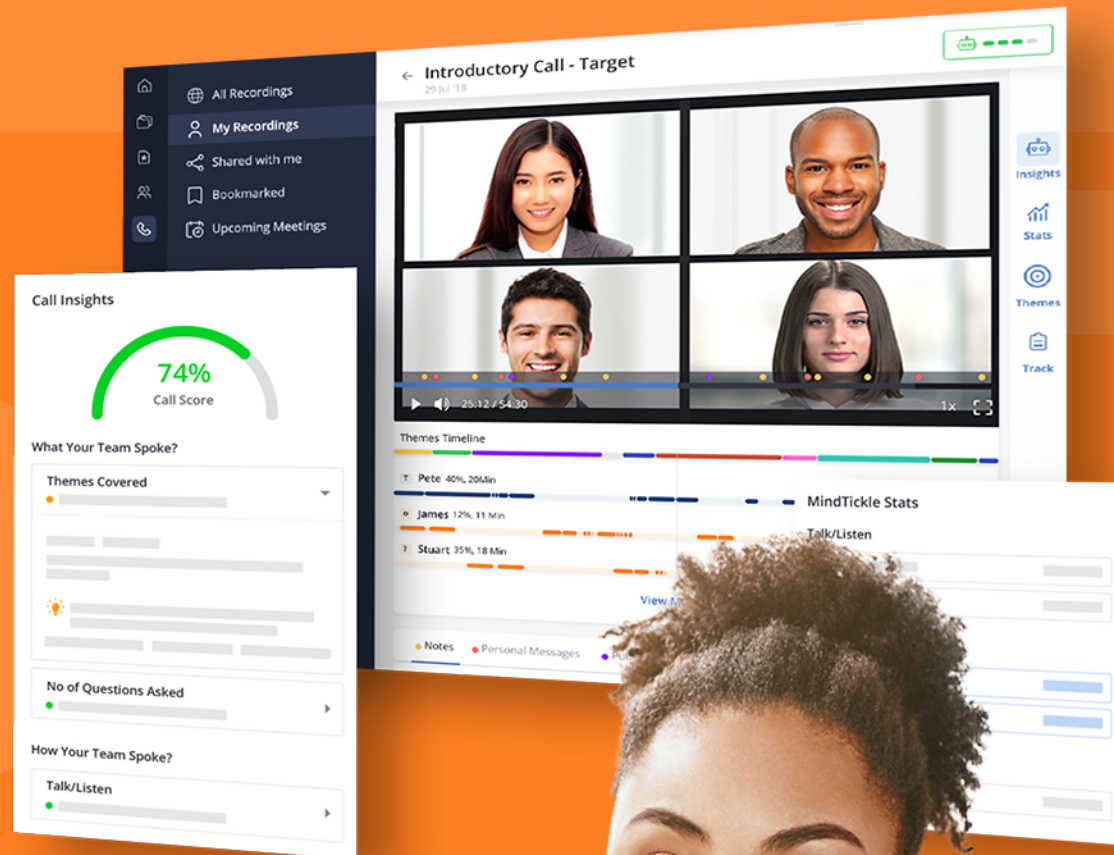 Introductory Call - Target
29 Jul '18
All Recordings
My Recordings
Shared with me
Bookmarked
Upcoming Meetings
Insights
Stats
Themes
Track
25:12 / 54:30
1x
Themes Timeline
Pete 40%, 20Min
James 12%, 11 Min
Stuart 35%, 18 Min
View
Notes
Personal Messages
Call Insights
74%
Call Score
What Your Team Spoke?
Themes Covered
No of Questions Asked
How Your Team Spoke?
Talk/Listen
MindTickle Stats
Talk/Listen